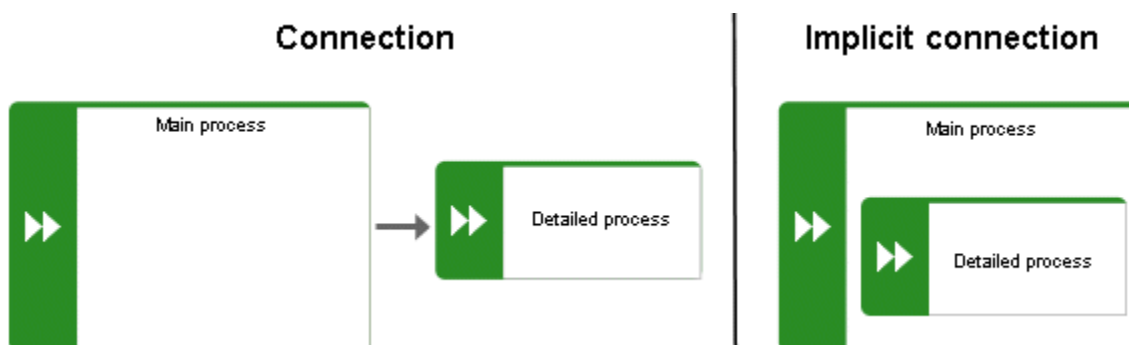 Connection
Implicit connection
Main process
Detailed process
Main process
Detailed process